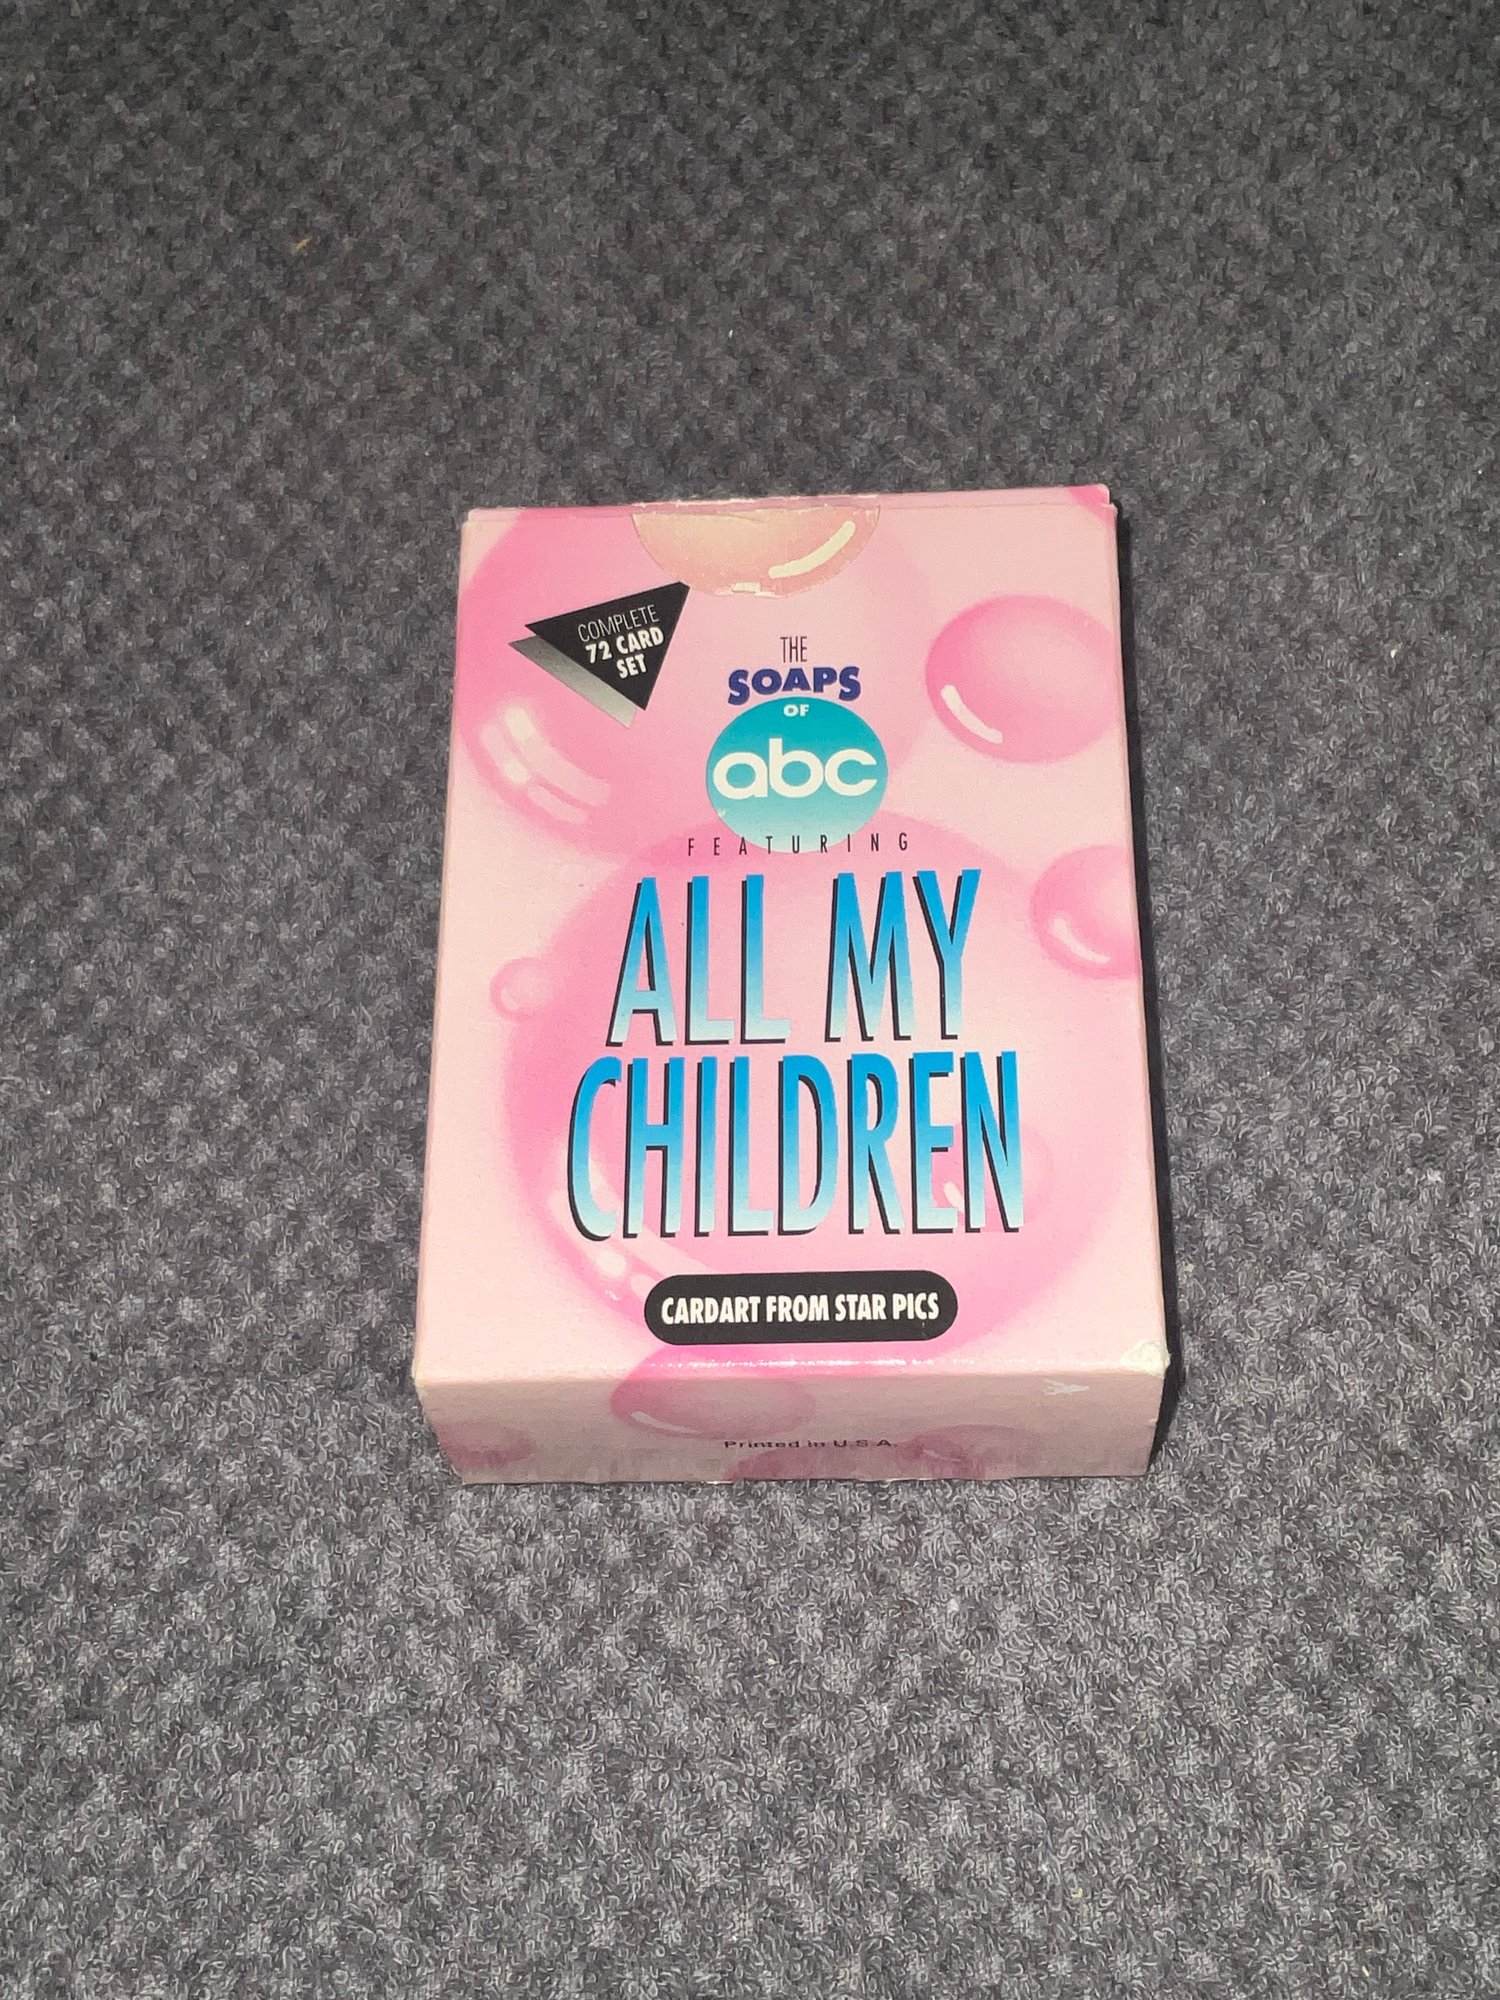 COMPLETE
72 CARD
SET
THE
SOAPS
OF
abc
FEATURING
ALL MY
CHILDREN
CARDART FROM STAR PICS
Printed in U.S.A.